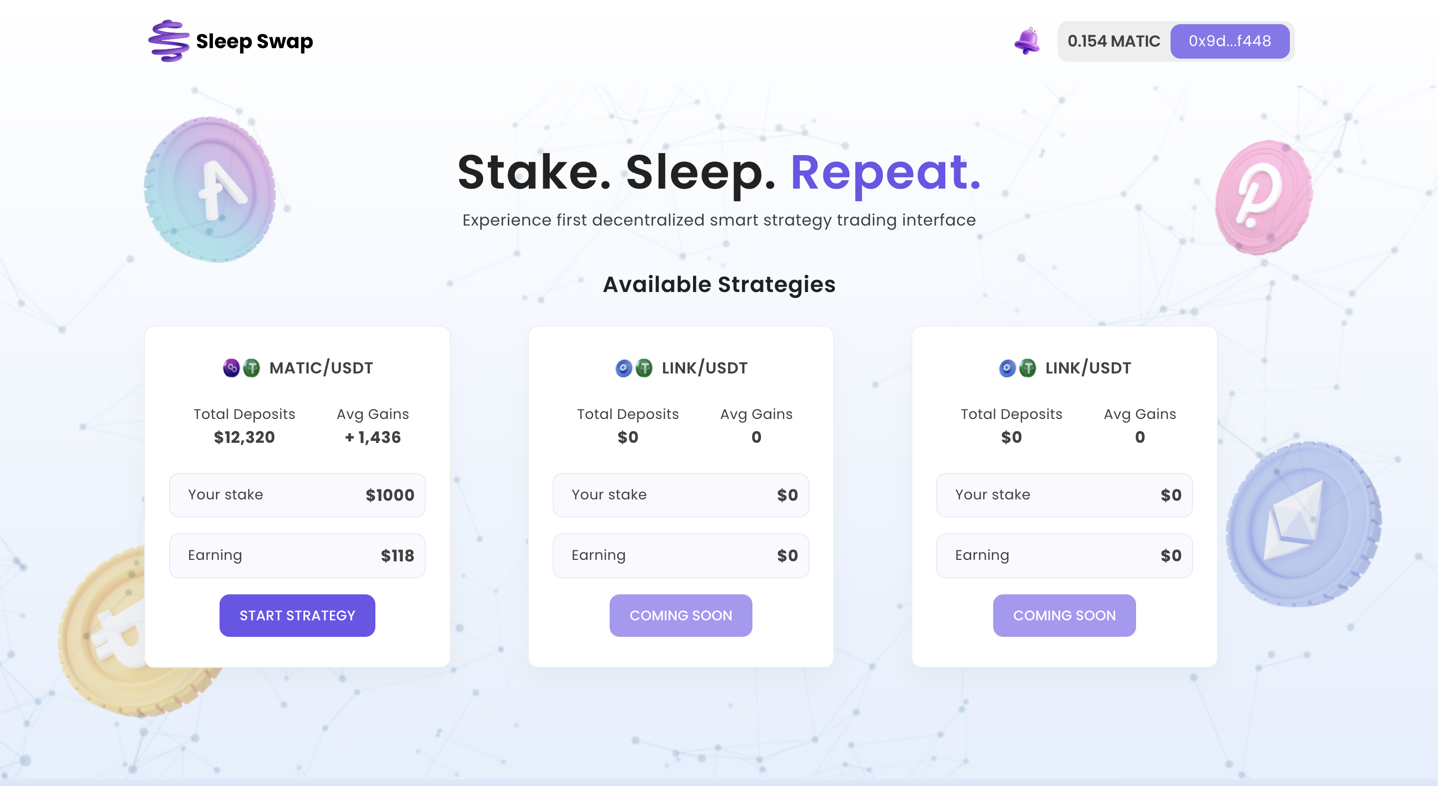 Sleep Swap
0.154 MATIC 0x9d...f448
Stake. Sleep. Repeat.
Experience first decentralized smart strategy trading interface
Available Strategies
MATIC/USDT
Total Deposits Avg Gains
$12,320 + 1,436
Your stake $1000
Earning $118
START STRATEGY
LINK/USDT
Total Deposits Avg Gains
$0 0
Your stake $0
Earning $0
COMING SOON
LINK/USDT
Total Deposits Avg Gains
$0 0
Your stake $0
Earning $0
COMING SOON